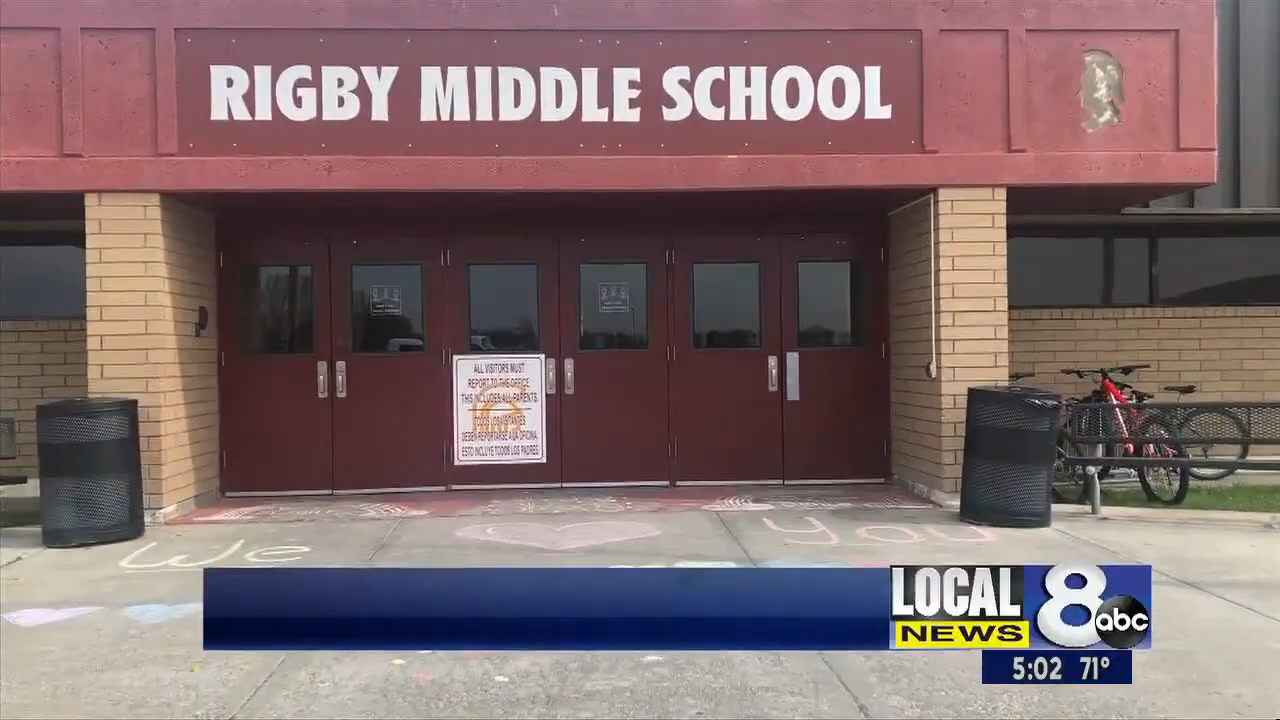 RIGBY MIDDLE SCHOOL
ALL VISITORS MUST
REPORT TO THE OFFICE
THIS INCLUDES ALL PARENTS
TODOS LOS VISITANTES
DEBEN REPORTARSE A LA OFICINA
ESTO INCLUYE TODOS LOS PADRES
We You
LOCAL
NEWS
8
abc
5:02 71°